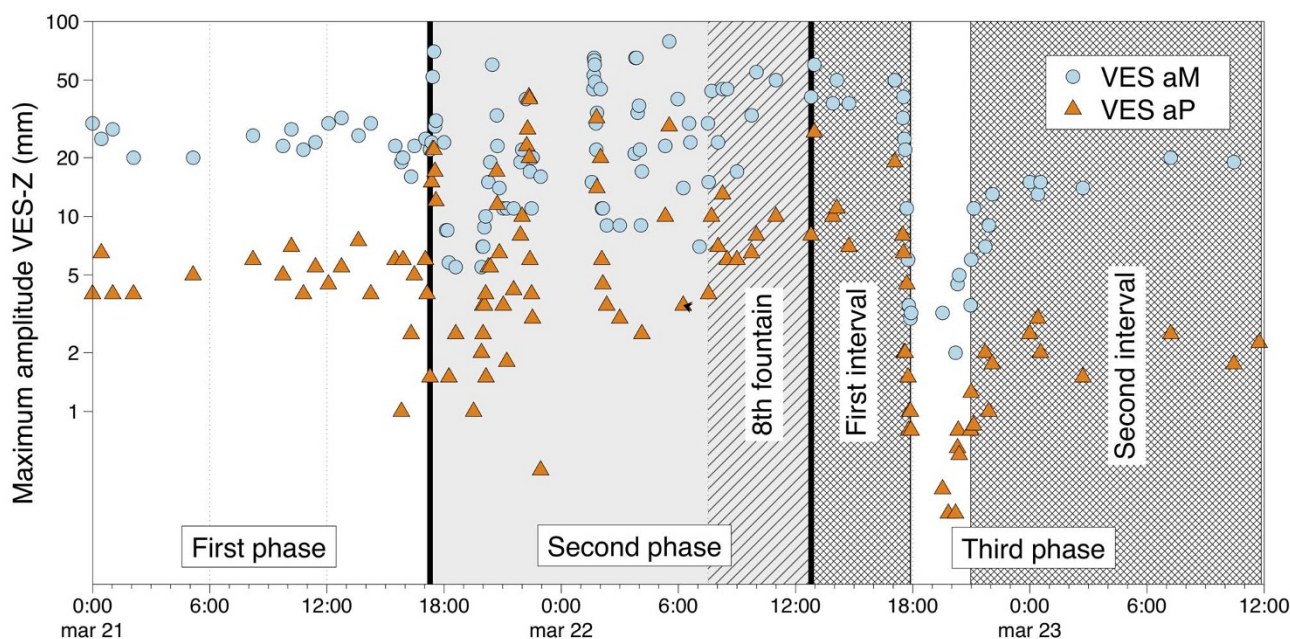 Maximum amplitude VES-Z (mm)
100
50
20
10
5
2
1
VES aM
VES aP
8th fountain
First interval
Second interval
First phase
Second phase
Third phase
0:00 6:00 12:00 18:00 0:00 6:00 12:00 18:00 0:00 6:00 12:00
mar 21 mar 22 mar 23